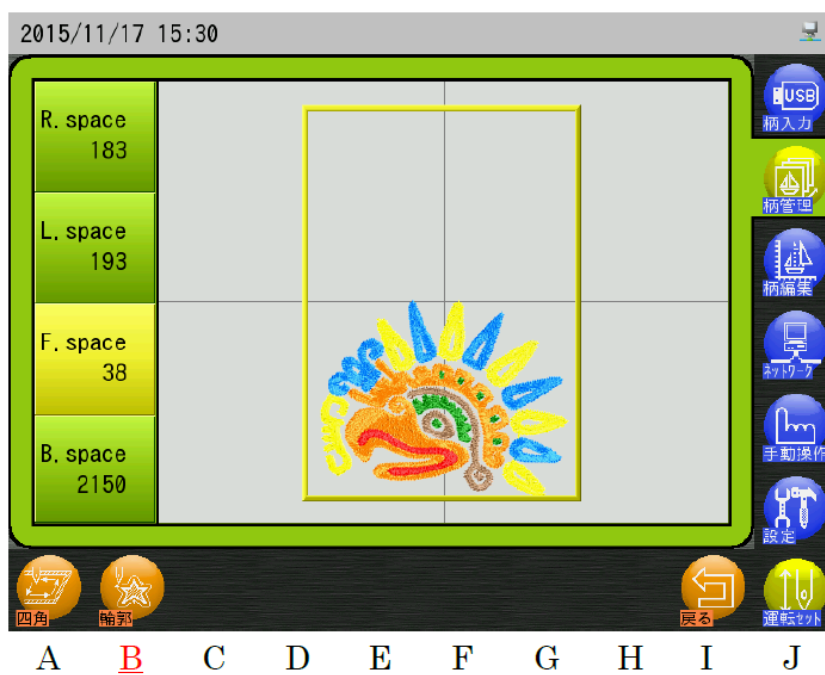 2015/11/17 15:30
R. space
183
L. space
193
F. space
38
B. space
2150
USB
柄入力
柄管理
柄編集
ネットワーク
手動操作
設定
四角
輪郭
戻る
運転セット
A B C D E F G H I J